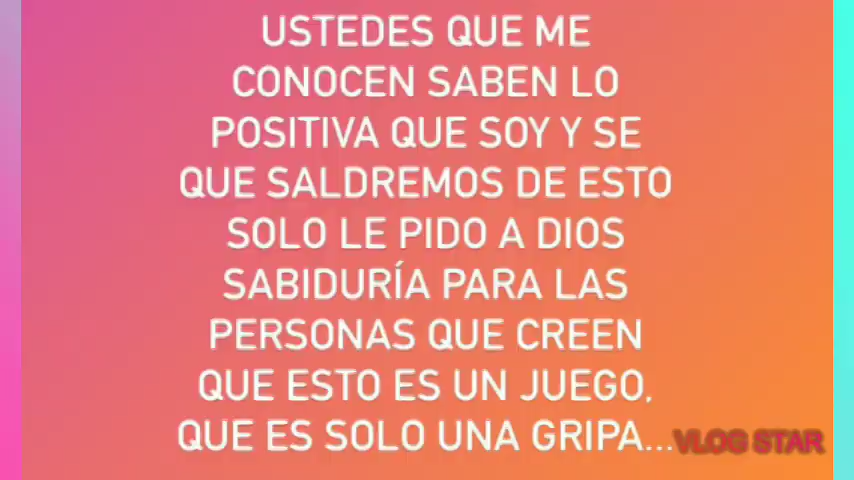 USTEDES QUE ME
CONOCEN SABEN LO
POSITIVA QUE SOY Y SE
QUE SALDREMOS DE ESTO
SOLO LE PIDO A DIOS
SABIDURÍA PARA LAS
PERSONAS QUE CREEN
QUE ESTO ES UN JUEGO,
QUE ES SOLO UNA GRIPA...
VLOG STAR